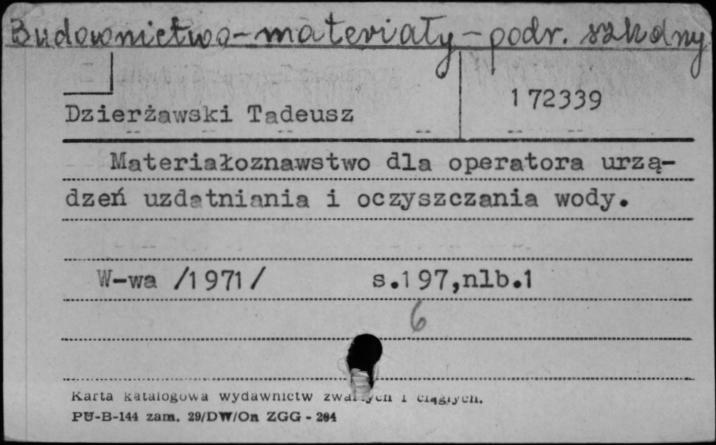 Budownictwo - materiały - podr. szkolny
172339
Dzierżawski Tadeusz
Materiałoznawstwo dla operatora urzą-
dzeń uzdatniania i oczyszczania wody.
W-wa /1971/ s.197,nlb.1
6
Karta katalogowa wydawnictw zwartych i ciągłych.
PU-B-144 zam. 29/DW/On ZGG - 264